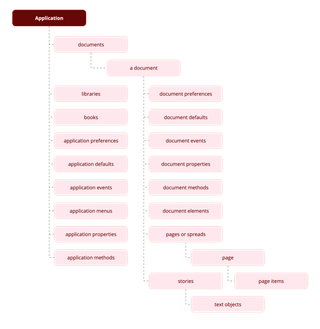 Application
documents
a document
libraries
document preferences
books
document defaults
application preferences
document events
application defaults
document properties
application events
document methods
application menus
document elements
application properties
pages or spreads
application methods
page
stories
page items
text objects